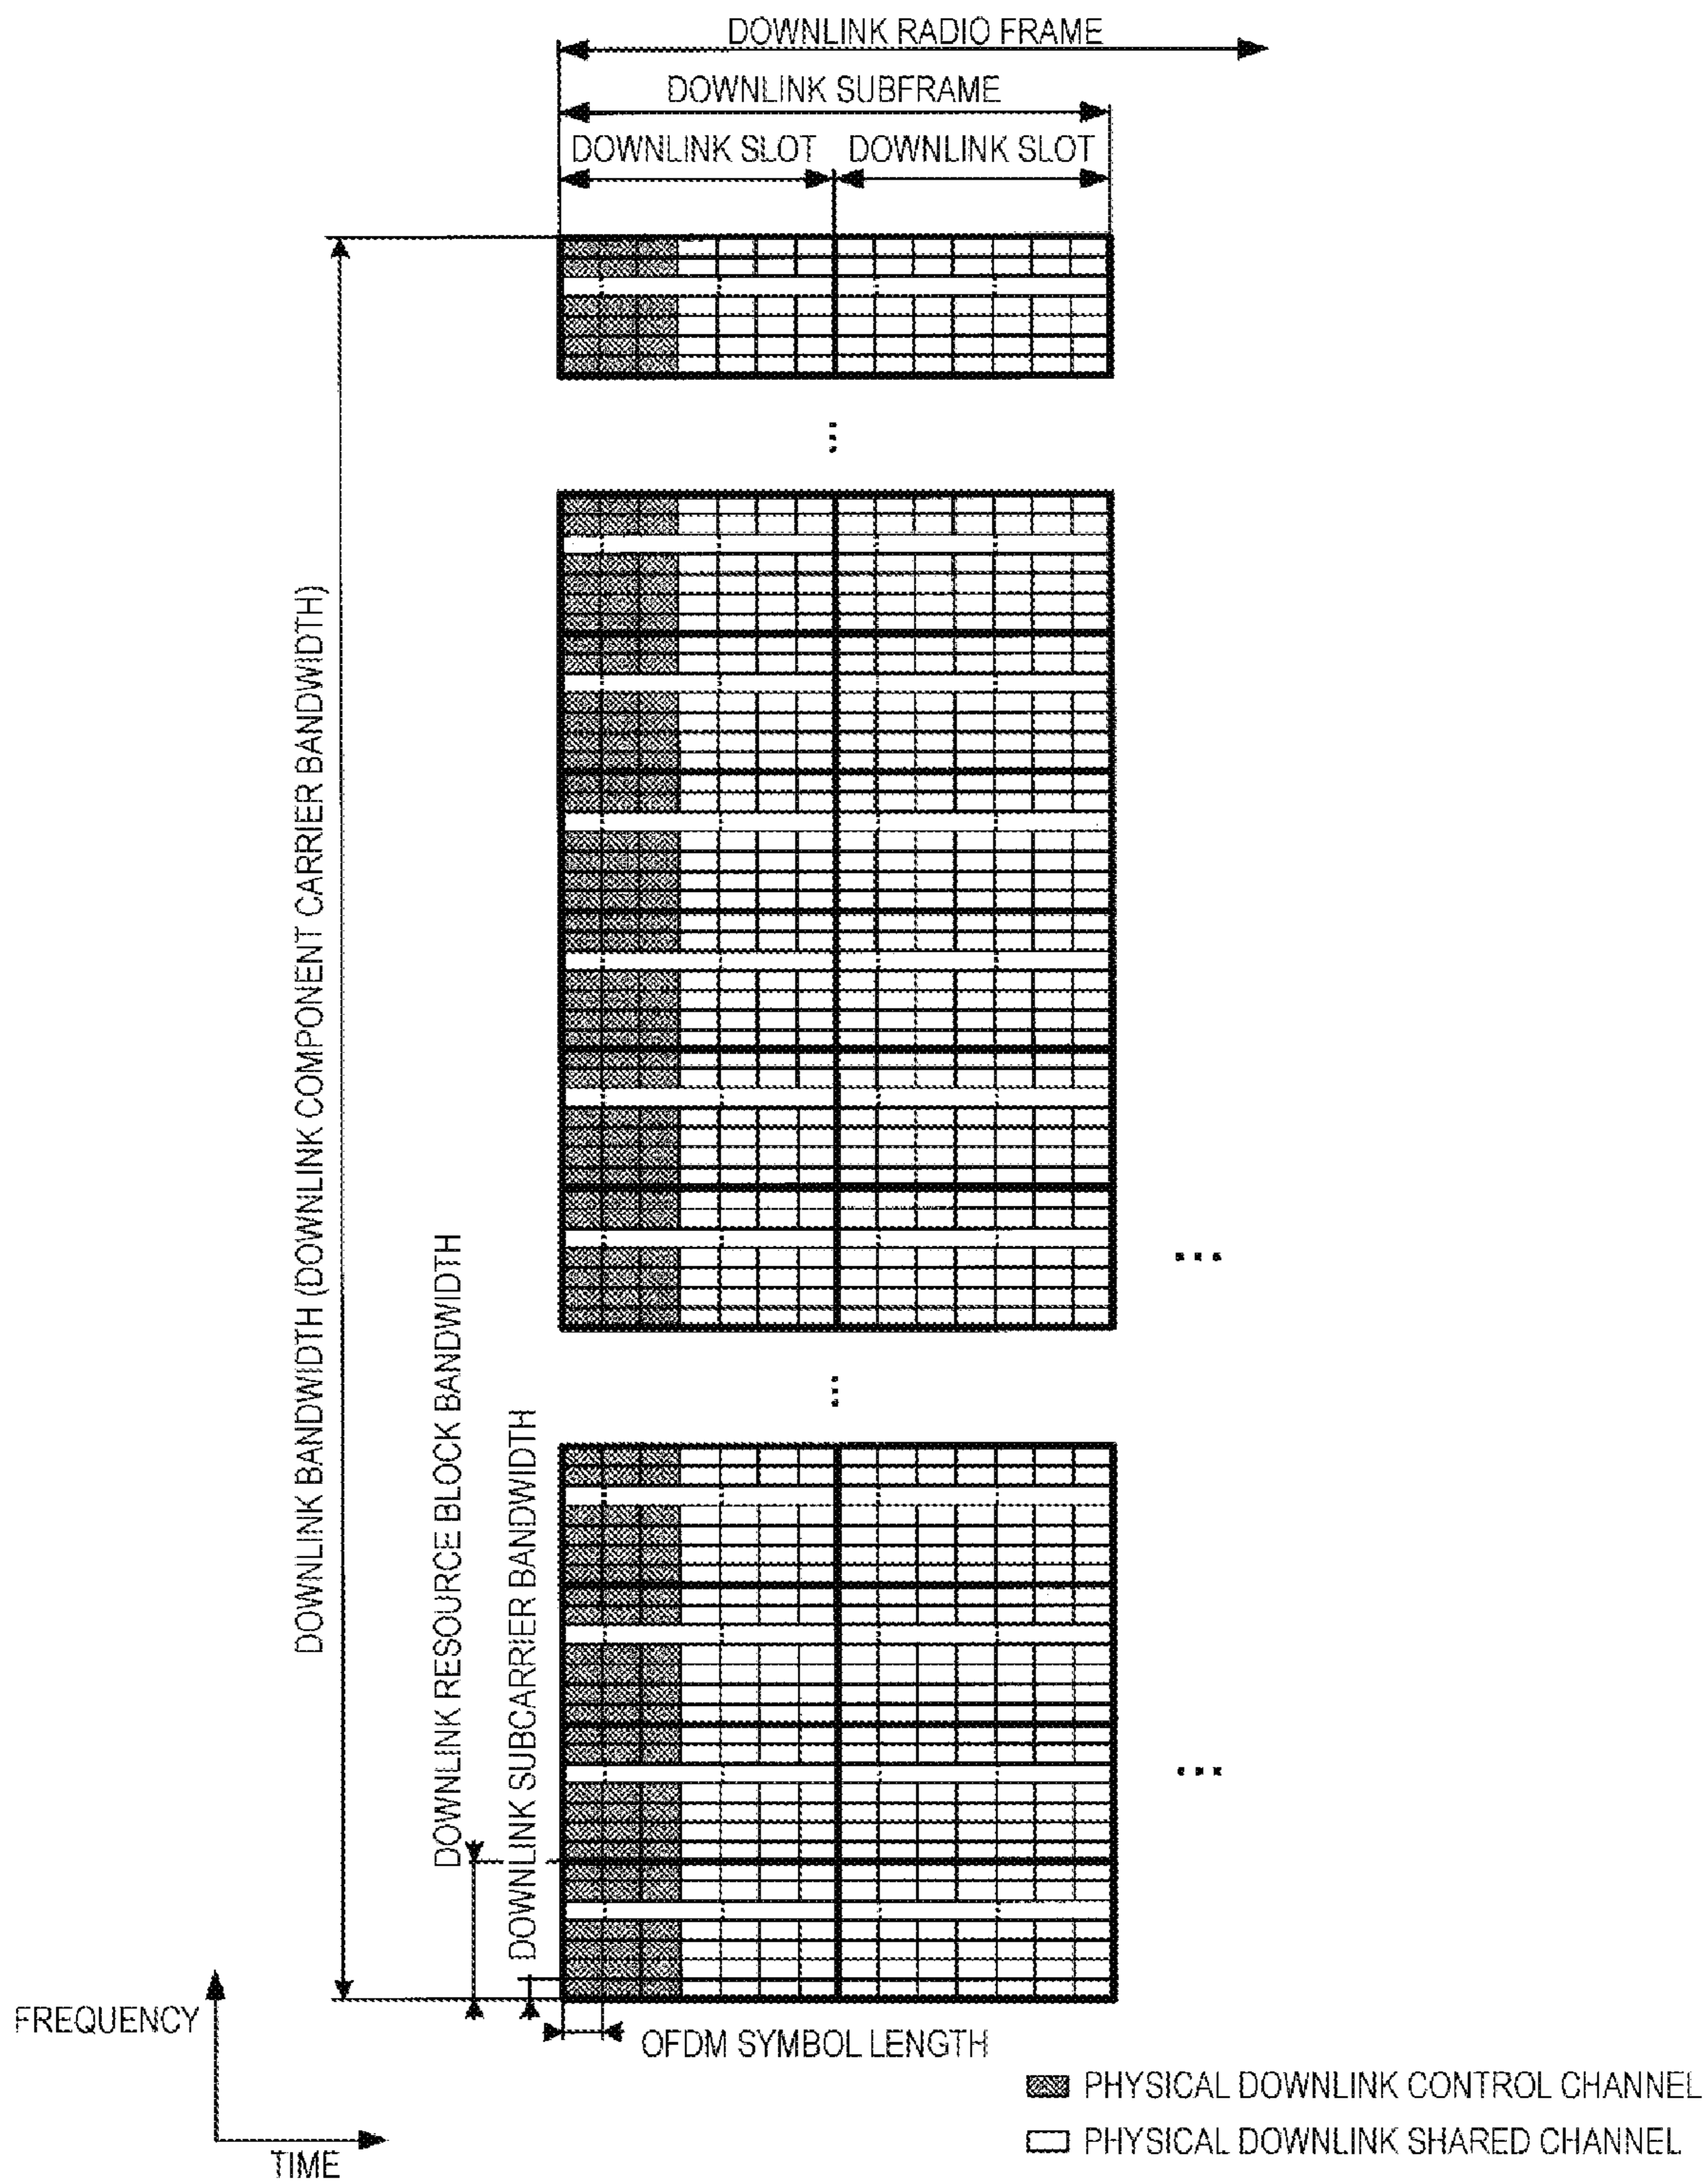 DOWNLINK RADIO FRAME
DOWNLINK SUBFRAME
DOWNLINK SLOT
DOWNLINK SLOT
DOWNLINK BANDWIDTH (DOWNLINK COMPONENT CARRIER BANDWIDTH)
DOWNLINK RESOURCE BLOCK BANDWIDTH
DOWNLINK SUBCARRIER BANDWIDTH
FREQUENCY
TIME
OFDM SYMBOL LENGTH
PHYSICAL DOWNLINK CONTROL CHANNEL
PHYSICAL DOWNLINK SHARED CHANNEL